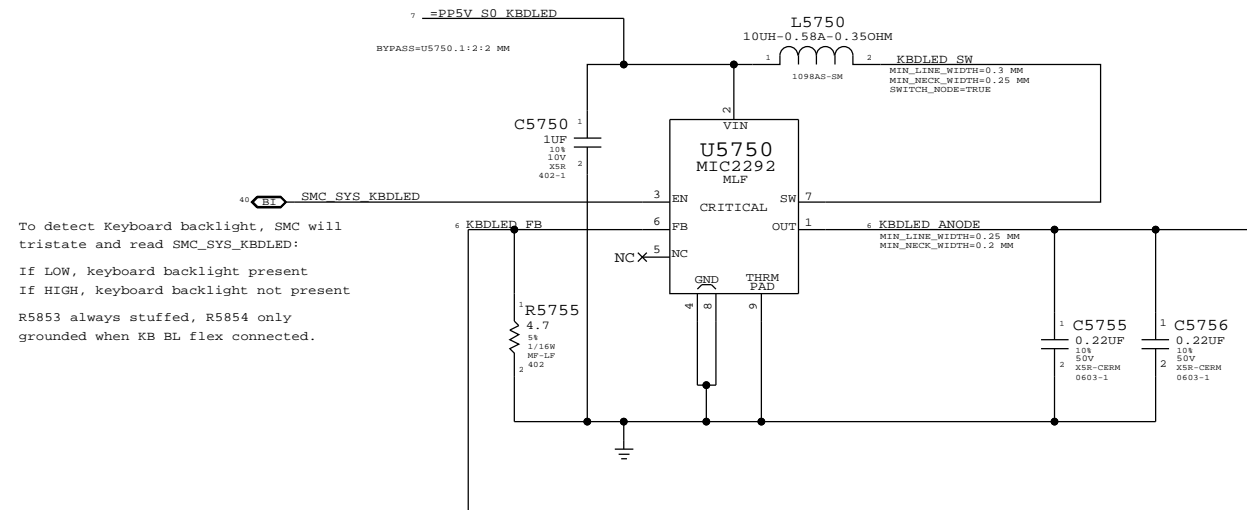 7 =PP5V_S0_KBDLED
BYPASS=U5750.1:2:2 MM
L5750
10UH-0.58A-0.35OHM
1 2
1098AS-SM
KBDLED_SW
MIN_LINE_WIDTH=0.3 MM
MIN_NECK_WIDTH=0.25 MM
SWITCH_NODE=TRUE
C5750
1UF
10%
10V
X5R
402-1
1
2
2
VIN
U5750
MIC2292
MLF
CRITICAL
40 BI SMC_SYS_KBDLED
3 EN
SW 7
6 KBDLED_FB
6 FB
OUT 1
NC 5 NC
GND
THRM
PAD
4 8 9
6 KBDLED_ANODE
MIN_LINE_WIDTH=0.25 MM
MIN_NECK_WIDTH=0.2 MM
To detect Keyboard backlight, SMC will
tristate and read SMC_SYS_KBDLED:
If LOW, keyboard backlight present
If HIGH, keyboard backlight not present
R5853 always stuffed, R5854 only
grounded when KB BL flex connected.
1
R5755
4.7
5%
1/16W
MF-LF
402
2
1
C5755
0.22UF
10%
50V
X5R-CERM
0603-1
2
1
C5756
0.22UF
10%
50V
X5R-CERM
0603-1
2